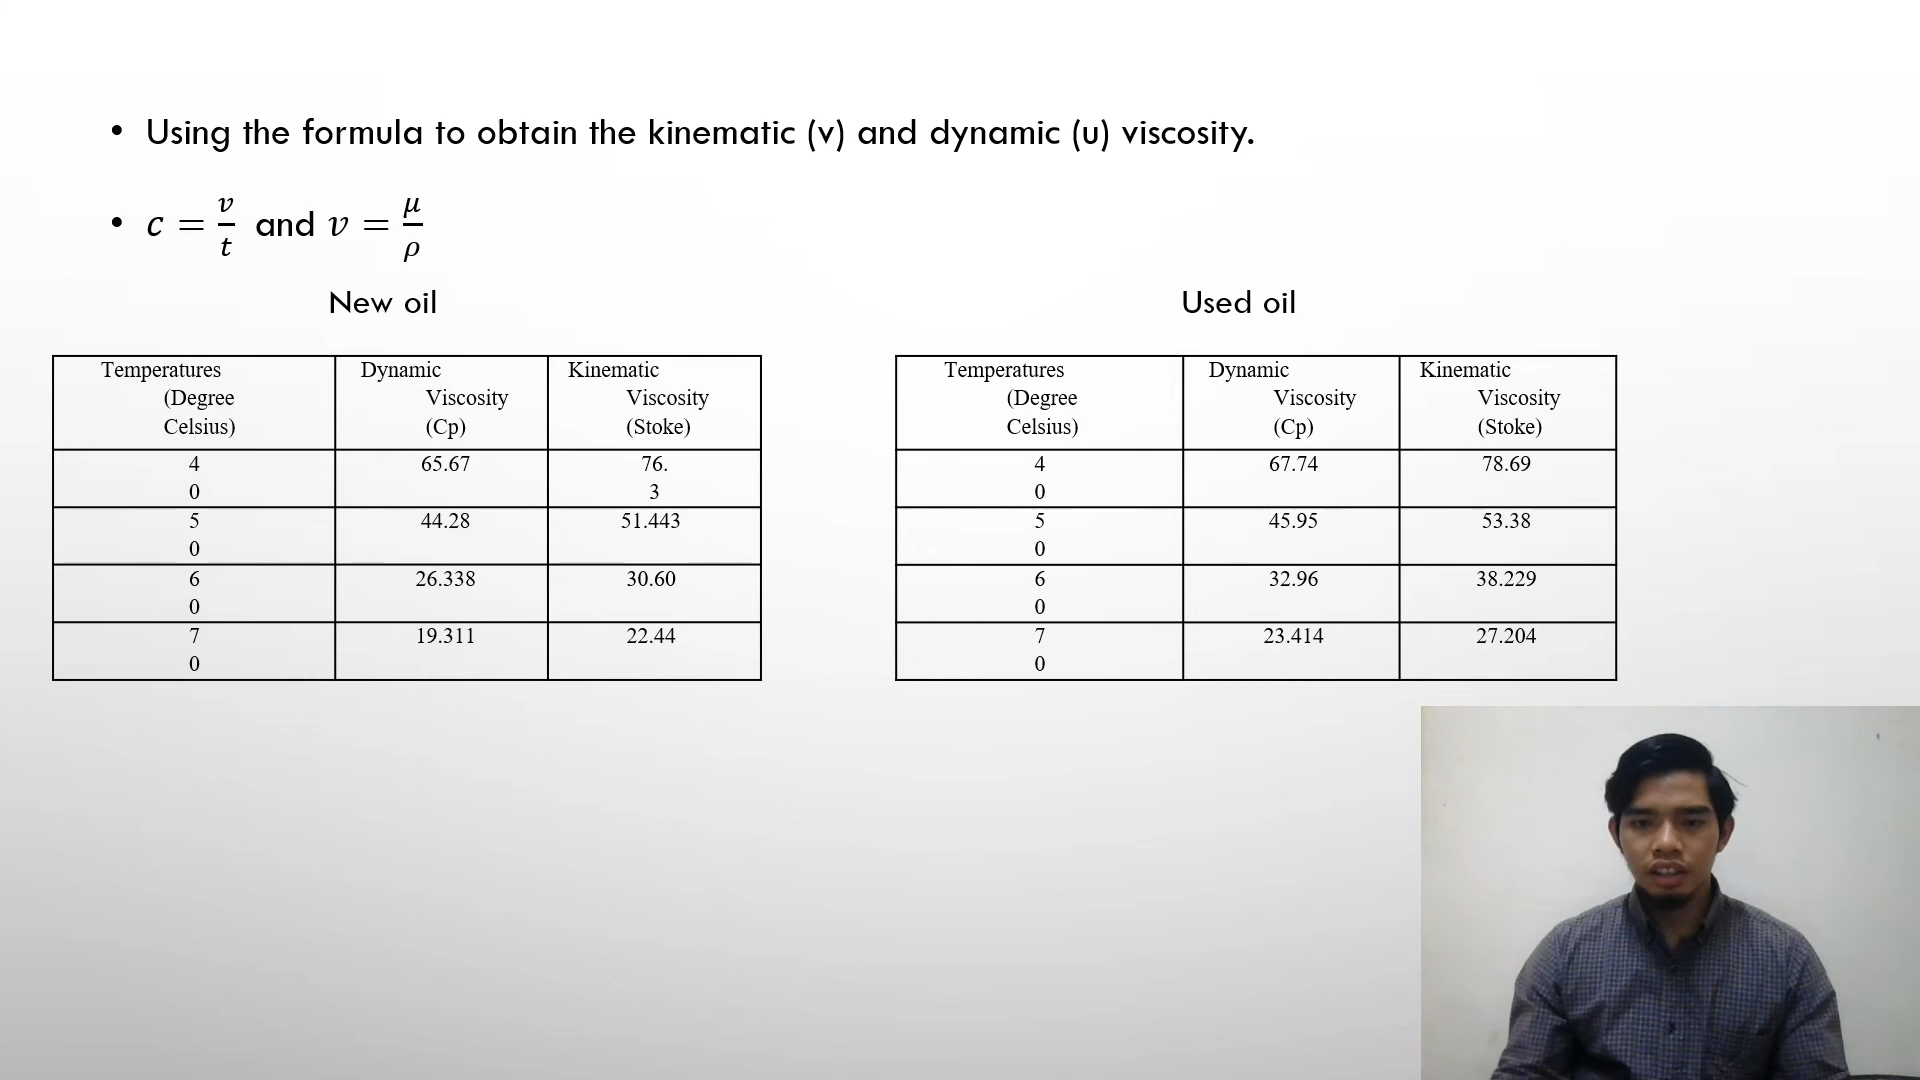 • Using the formula to obtain the kinematic (v) and dynamic (u) viscosity.
• c = v/t and v = μ/ρ
New oil
Temperatures (Degree Celsius) Dynamic Viscosity (Cp) Kinematic Viscosity (Stoke)
40 65.67 76.3
50 44.28 51.443
60 26.338 30.60
70 19.311 22.44
Used oil
Temperatures (Degree Celsius) Dynamic Viscosity (Cp) Kinematic Viscosity (Stoke)
40 67.74 78.69
50 45.95 53.38
60 32.96 38.229
70 23.414 27.204